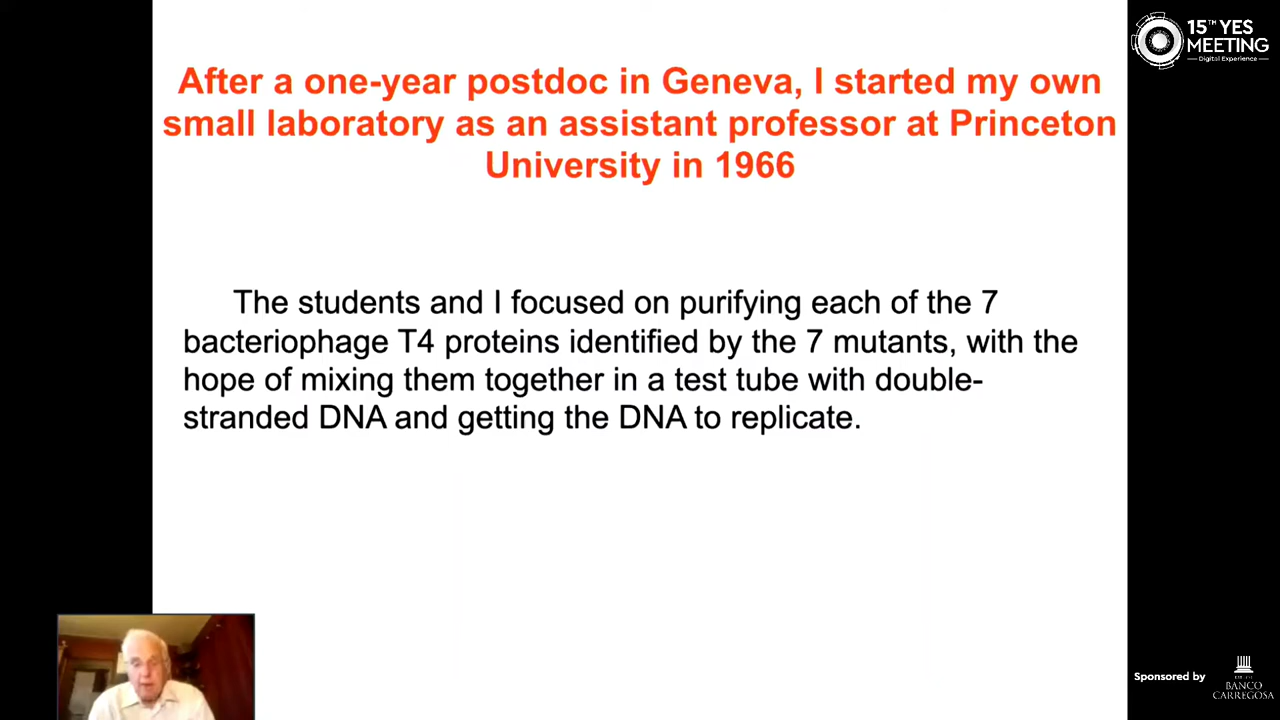 15TH YES
MEETING
Digital Experience
After a one-year postdoc in Geneva, I started my own
small laboratory as an assistant professor at Princeton
University in 1966
The students and I focused on purifying each of the 7
bacteriophage T4 proteins identified by the 7 mutants, with the
hope of mixing them together in a test tube with double-
stranded DNA and getting the DNA to replicate.
Sponsored by
BANCO
CARREGOSA